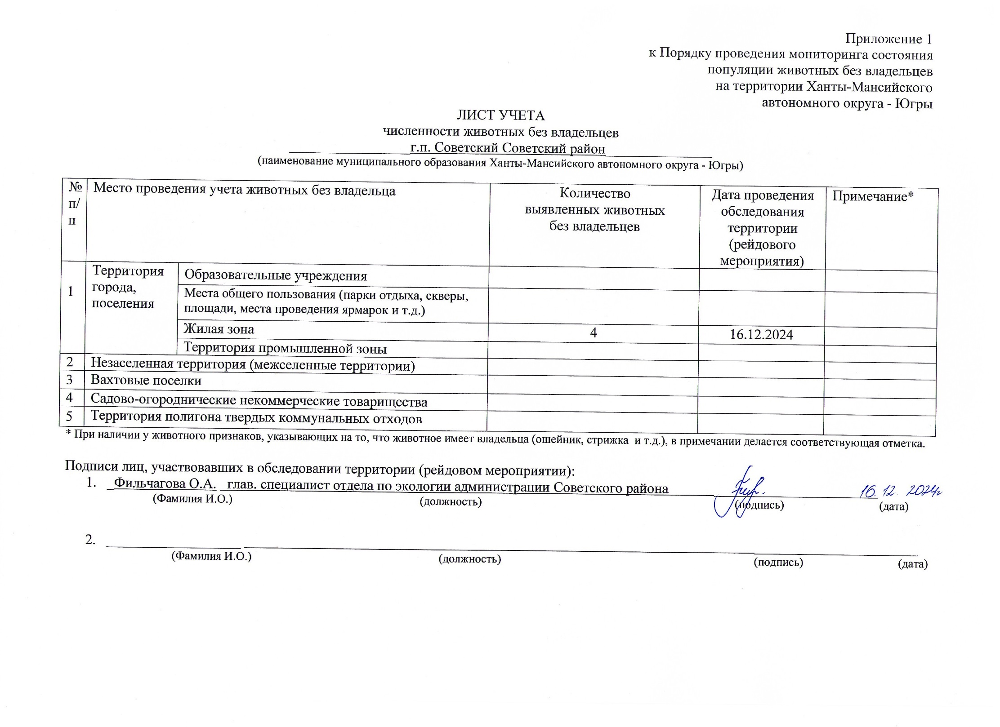 Приложение 1
к Порядку проведения мониторинга состояния
популяции животных без владельцев
на территории Ханты-Мансийского
автономного округа - Югры
ЛИСТ УЧЕТА
численности животных без владельцев
г.п. Советский Советский район
(наименование муниципального образования Ханты-Мансийского автономного округа - Югры)
№ п/п
Место проведения учета животных без владельца
Количество
выявленных животных
без владельцев
Дата проведения
обследования
территории
(рейдового
мероприятия)
Примечание*
1
Территория
города,
поселения
Образовательные учреждения
Места общего пользования (парки отдыха, скверы,
площади, места проведения ярмарок и т.д.)
Жилая зона 4 16.12.2024
Территория промышленной зоны
2 Незаселенная территория (межселенные территории)
3 Вахтовые поселки
4 Садово-огороднические некоммерческие товарищества
5 Территория полигона твердых коммунальных отходов
* При наличии у животного признаков, указывающих на то, что животное имеет владельца (ошейник, стрижка и т.д.), в примечании делается соответствующая отметка.
Подписи лиц, участвовавших в обследовании территории (рейдовом мероприятии):
1. Фильчагова О.А. глав. специалист отдела по экологии администрации Советского района 16.12. 2024г
(Фамилия И.О.) (должность) (подпись) (дата)
2.
(Фамилия И.О.) (должность) (подпись) (дата)